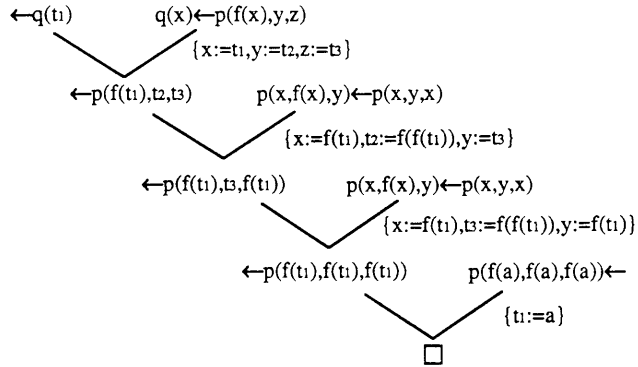 ←q(t1) q(x)←p(f(x),y,z)
{x:=t1,y:=t2,z:=t3}
←p(f(t1),t2,t3) p(x,f(x),y)←p(x,y,x)
{x:=f(t1),t2:=f(f(t1)),y:=t3}
←p(f(t1),t3,f(t1)) p(x,f(x),y)←p(x,y,x)
{x:=f(t1),t3:=f(f(t1)),y:=f(t1)}
←p(f(t1),f(t1),f(t1)) p(f(a),f(a),f(a))←
{t1:=a}